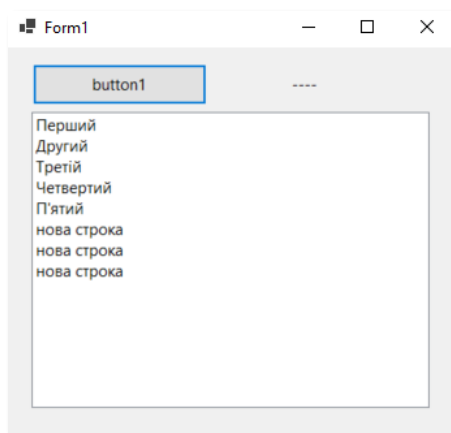 Form1
button1
----
Перший
Другий
Третій
Четвертий
П'ятий
нова строка
нова строка
нова строка